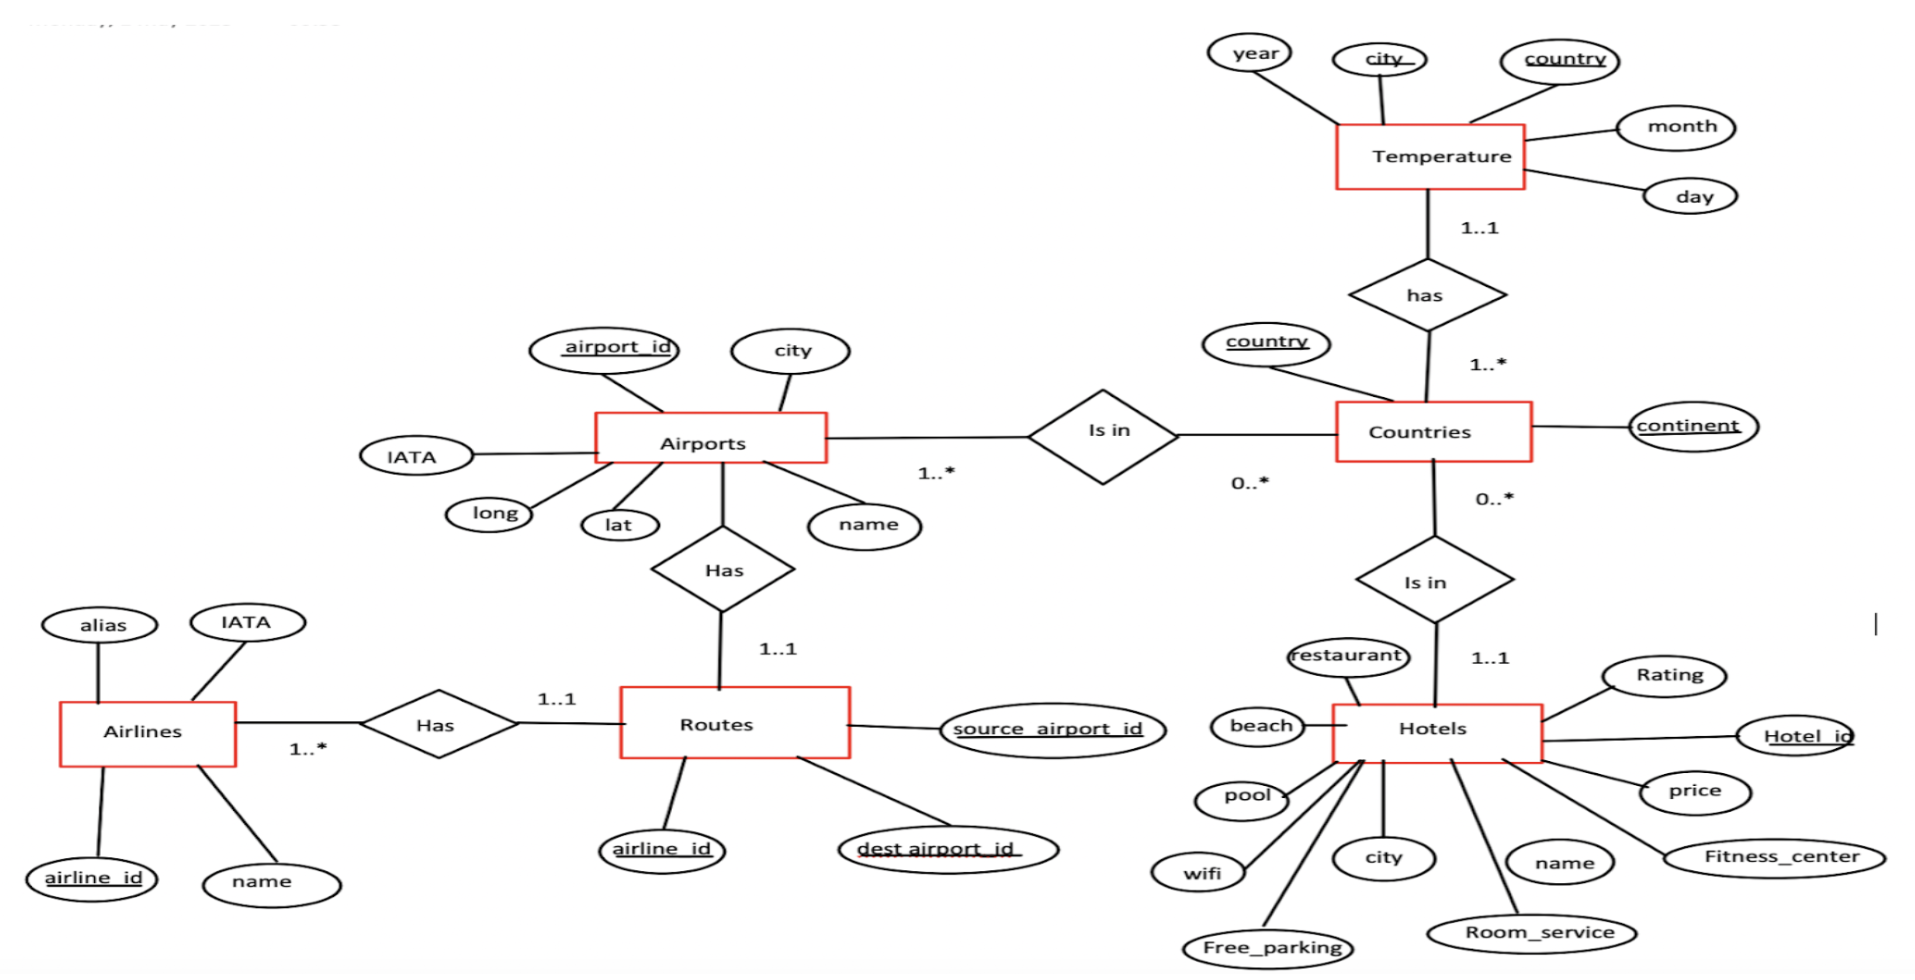 year
city
country
month
Temperature
day
1..1
has
1..*
country
airport_id
city
continent
Countries
Is in
Airports
IATA
1..*
0..*
0..*
long
lat
name
Has
Is in
alias
IATA
1..1
restaurant
1..1
Rating
1..1
Airlines
Has
1..*
Routes
source_airport_id
beach
Hotels
Hotel_id
pool
price
airline_id
dest airport_id
city
name
Fitness_center
wifi
airline_id
name
Free_parking
Room_service